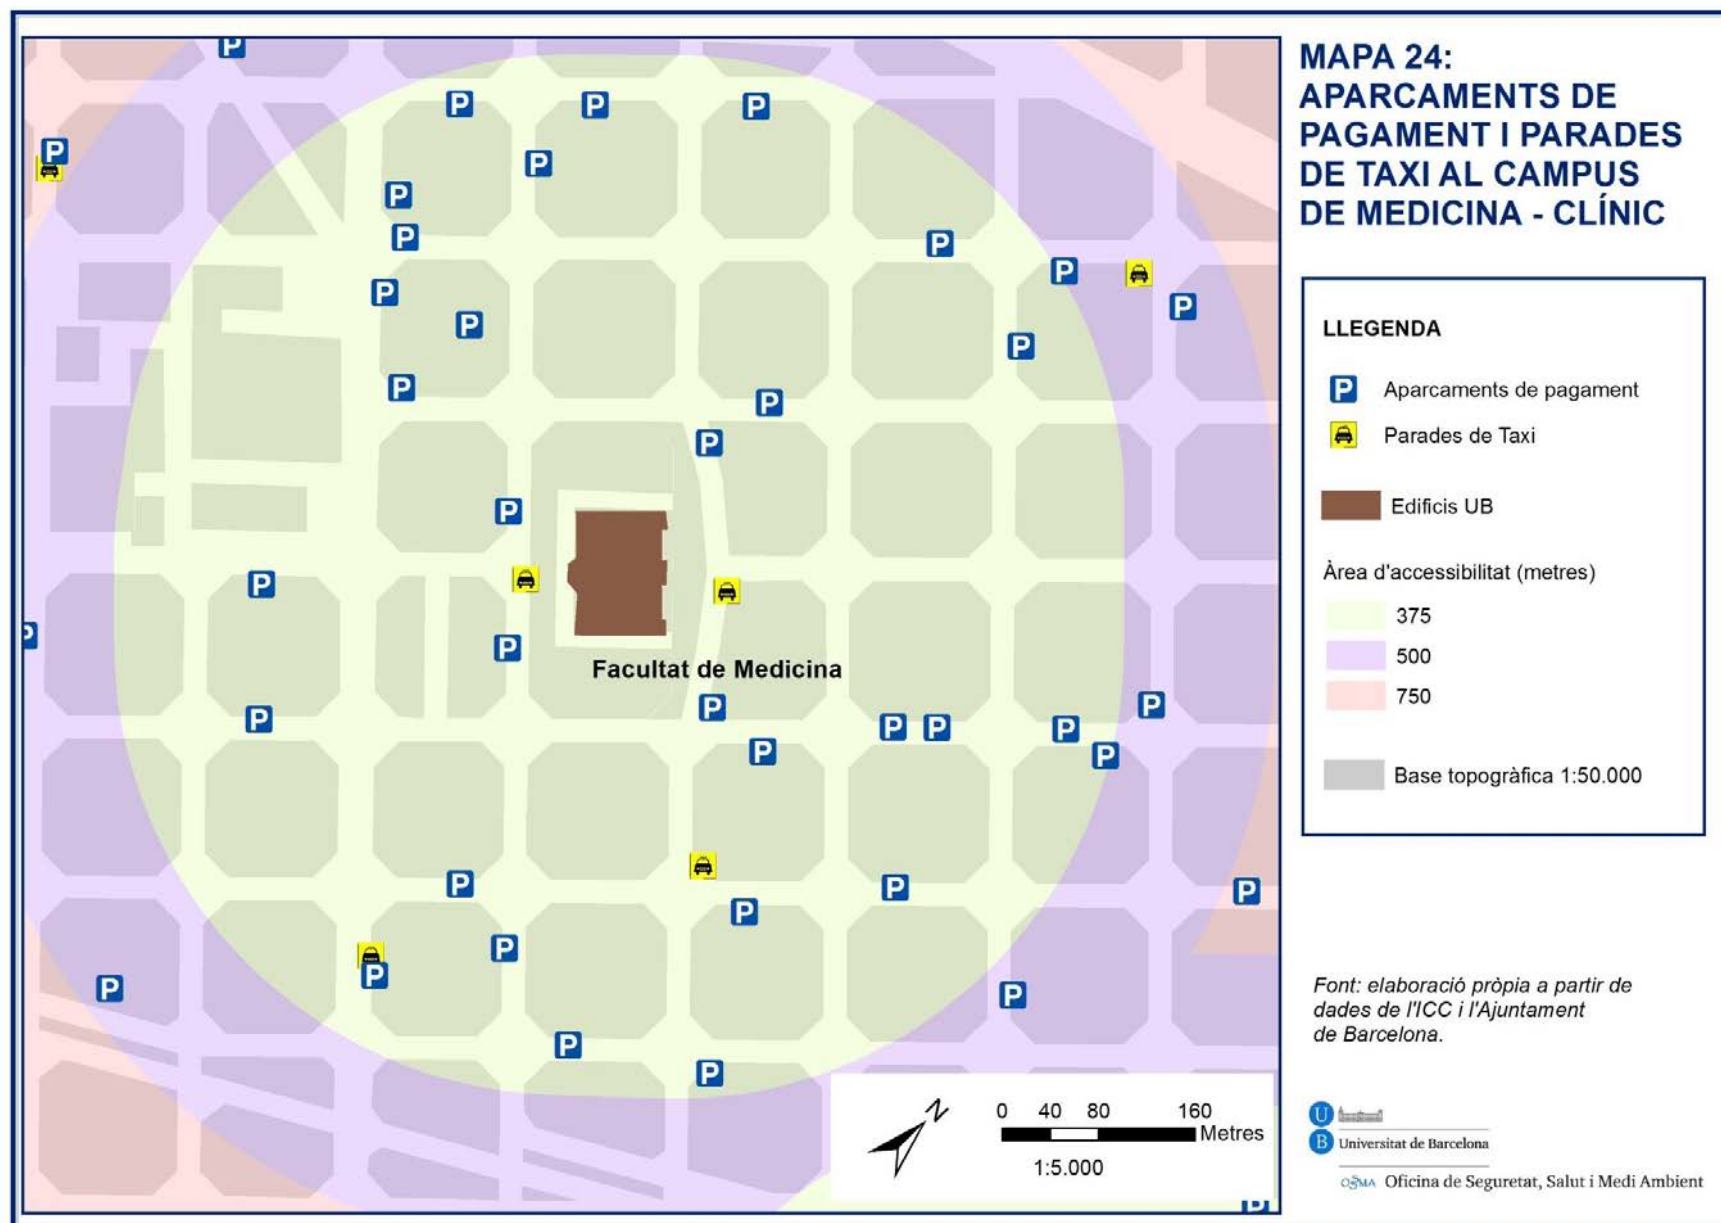 MAPA 24:
APARCAMENTS DE
PAGAMENT I PARADES
DE TAXI AL CAMPUS
DE MEDICINA - CLÍNIC
LLEGENDA
P Aparcaments de pagament
Parades de Taxi
Edificis UB
Àrea d'accessibilitat (metres)
375
500
750
Base topogràfica 1:50.000
Facultat de Medicina
N
0 40 80 160
Metres
1:5.000
Font: elaboració pròpia a partir de
dades de l'ICC i l'Ajuntament
de Barcelona.
U
B Universitat de Barcelona
OSSMA Oficina de Seguretat, Salut i Medi Ambient